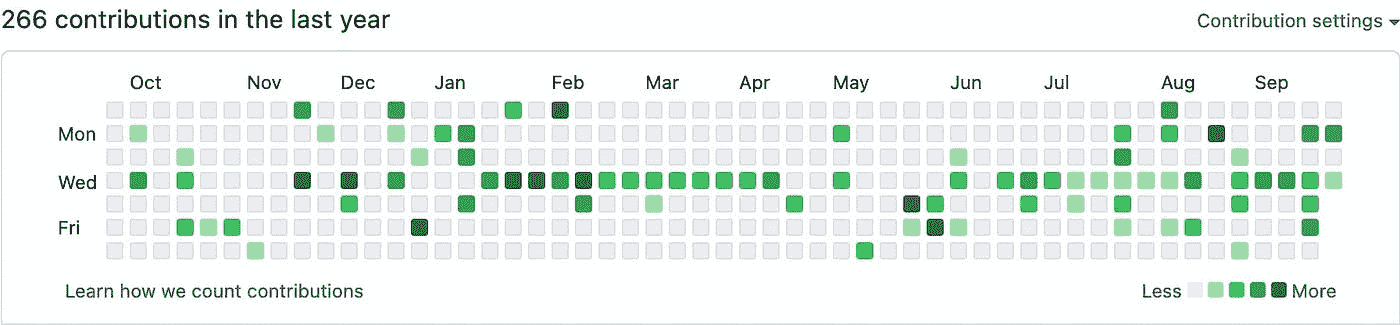 266 contributions in the last year
Contribution settings
Oct Nov Dec Jan Feb Mar Apr May Jun Jul Aug Sep
Mon
Wed
Fri
Learn how we count contributions
Less More